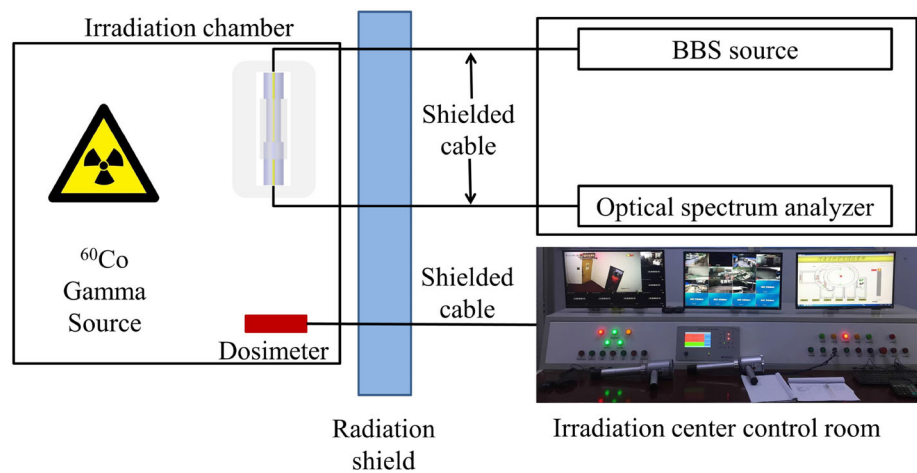 Irradiation chamber
BBS source
Shielded
cable
Optical spectrum analyzer
⁶⁰Co
Gamma
Source
Shielded
cable
Dosimeter
Radiation
shield
Irradiation center control room